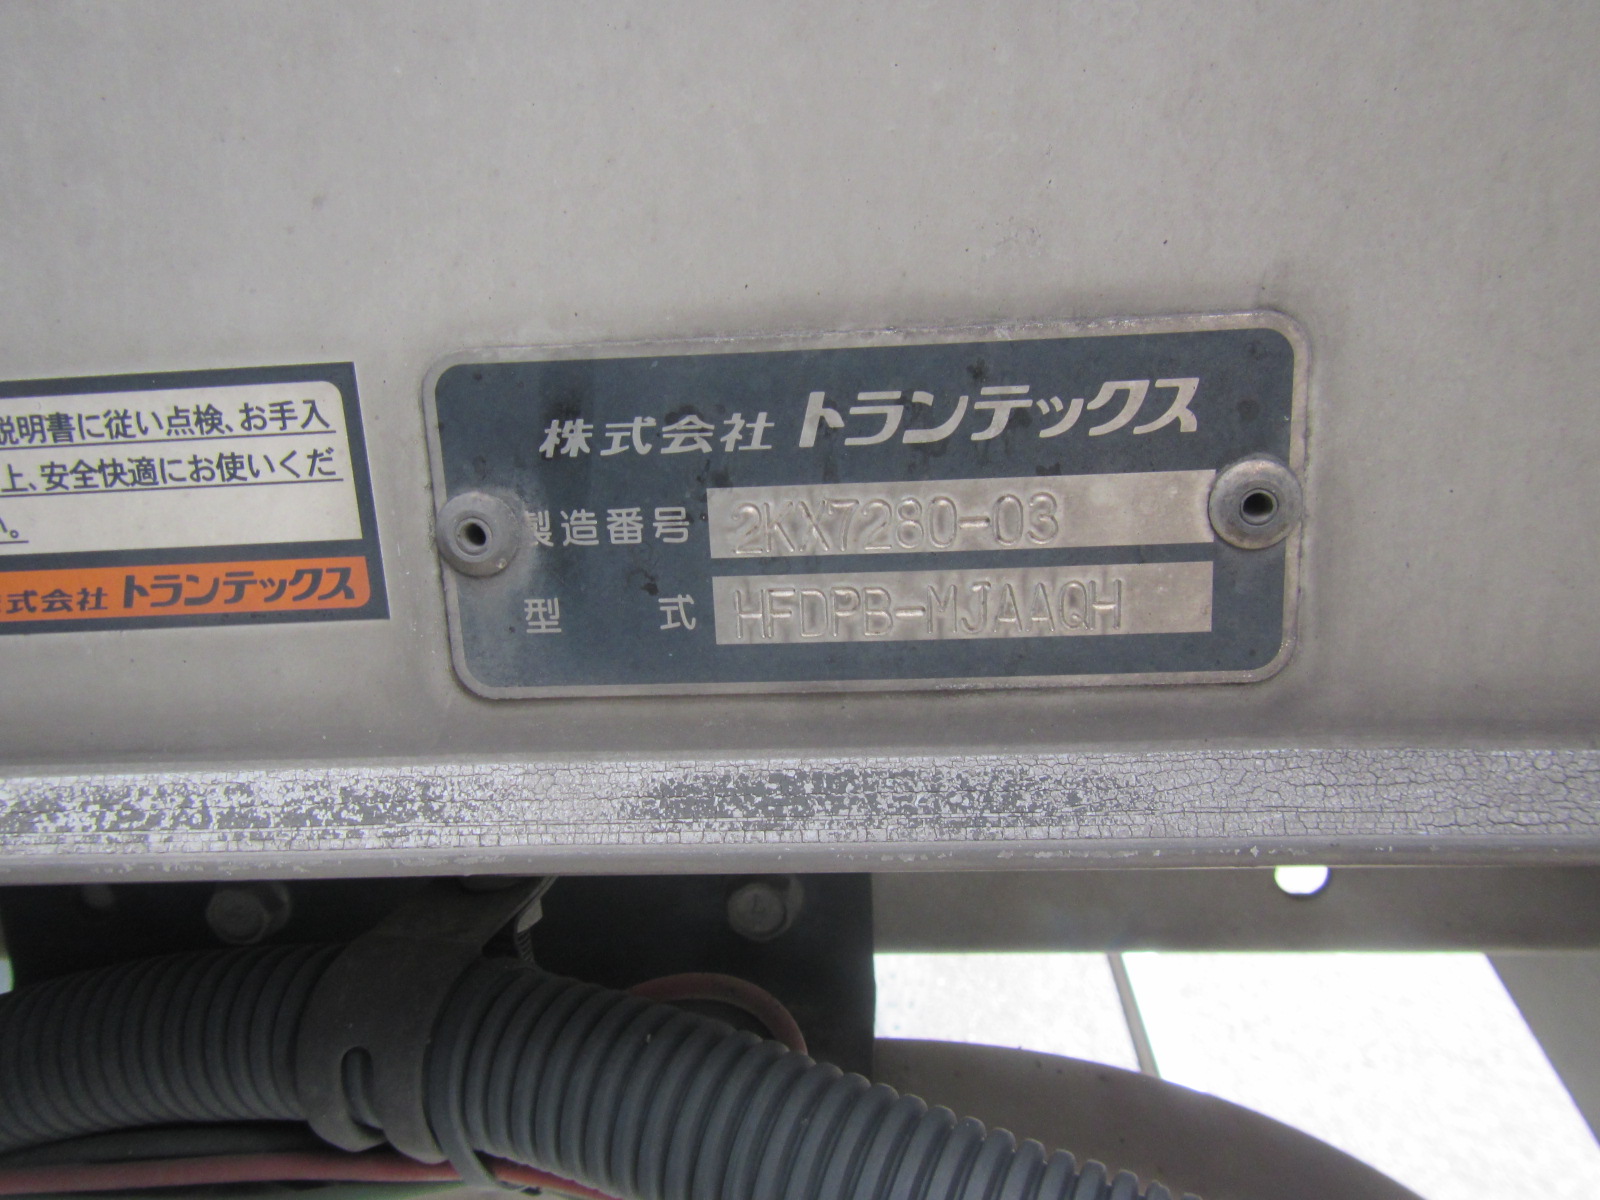 説明書に従い点検、お手入
上、安全快適にお使いくだ
い。
式会社 トランテックス
株式会社 トランテックス
製造番号 2KX7280-03
型式 HFDPB-MJAAQH